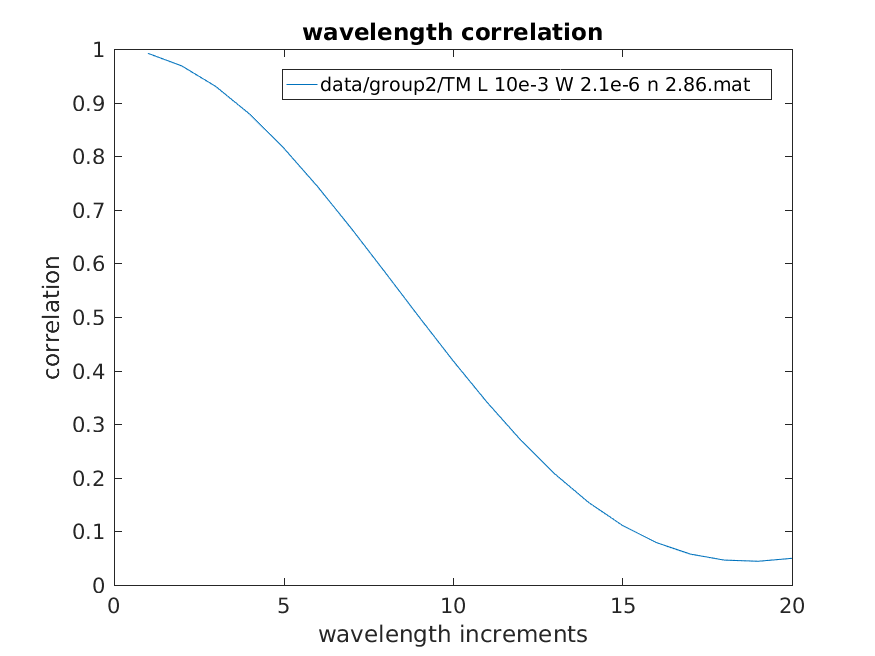 wavelength correlation
data/group2/TM L 10e-3 W 2.1e-6 n 2.86.mat
1
0.9
0.8
0.7
0.6
0.5
0.4
0.3
0.2
0.1
0
correlation
0 5 10 15 20
wavelength increments